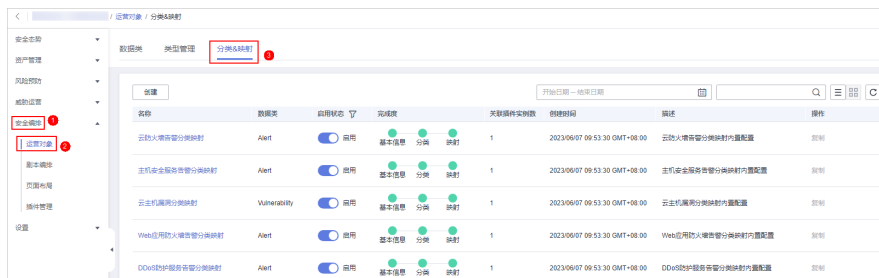 / 运营对象 / 分类&映射
安全态势
资产管理
风险预防
威胁运营
安全编排 1
运营对象 2
剧本编排
页面布局
插件管理
设置
数据类 类型管理 分类&映射 3
创建 开始日期 – 结束日期
名称 数据类 启用状态 完成度 关联插件实例数 创建时间 描述 操作
云防火墙告警分类映射 Alert 启用 基本信息 分类 映射 1 2023/06/07 09:53:30 GMT+08:00 云防火墙告警分类映射内置配置 复制
主机安全服务告警分类映射 Alert 启用 基本信息 分类 映射 1 2023/06/07 09:53:30 GMT+08:00 主机安全服务告警分类映射内置配置 复制
云主机漏洞分类映射 Vulnerability 启用 基本信息 分类 映射 1 2023/06/07 09:53:30 GMT+08:00 云主机漏洞分类映射内置配置 复制
Web应用防火墙告警分类映射 Alert 启用 基本信息 分类 映射 1 2023/06/07 09:53:30 GMT+08:00 Web应用防火墙告警分类映射内置配置 复制
DDoS防护服务告警分类映射 Alert 启用 基本信息 分类 映射 1 2023/06/07 09:53:30 GMT+08:00 DDoS防护服务告警分类映射内置配置 复制